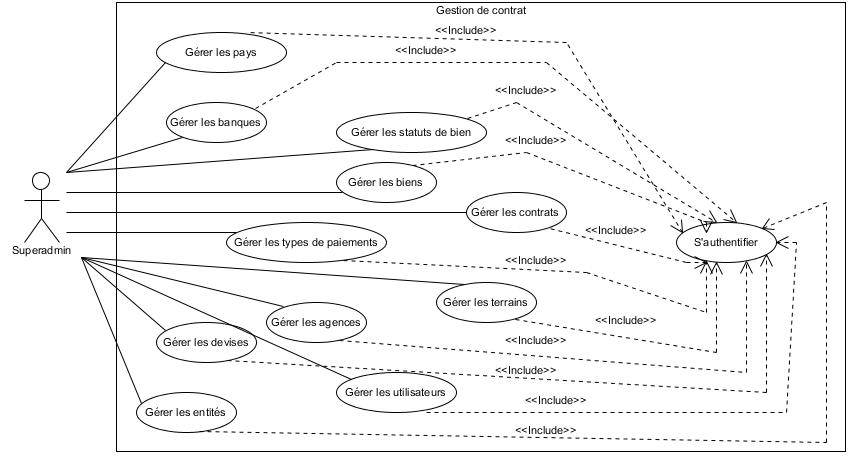 Gestion de contrat
<<Include>>
Gérer les pays
<<Include>>
<<Include>>
Gérer les banques
Gérer les statuts de bien
<<Include>>
Gérer les biens
Gérer les contrats
<<Include>>
Superadmin
Gérer les types de paiements
S'authentifier
<<Include>>
Gérer les terrains
Gérer les agences
<<Include>>
Gérer les devises
<<Include>>
<<Include>>
Gérer les utilisateurs
<<Include>>
Gérer les entités
<<Include>>